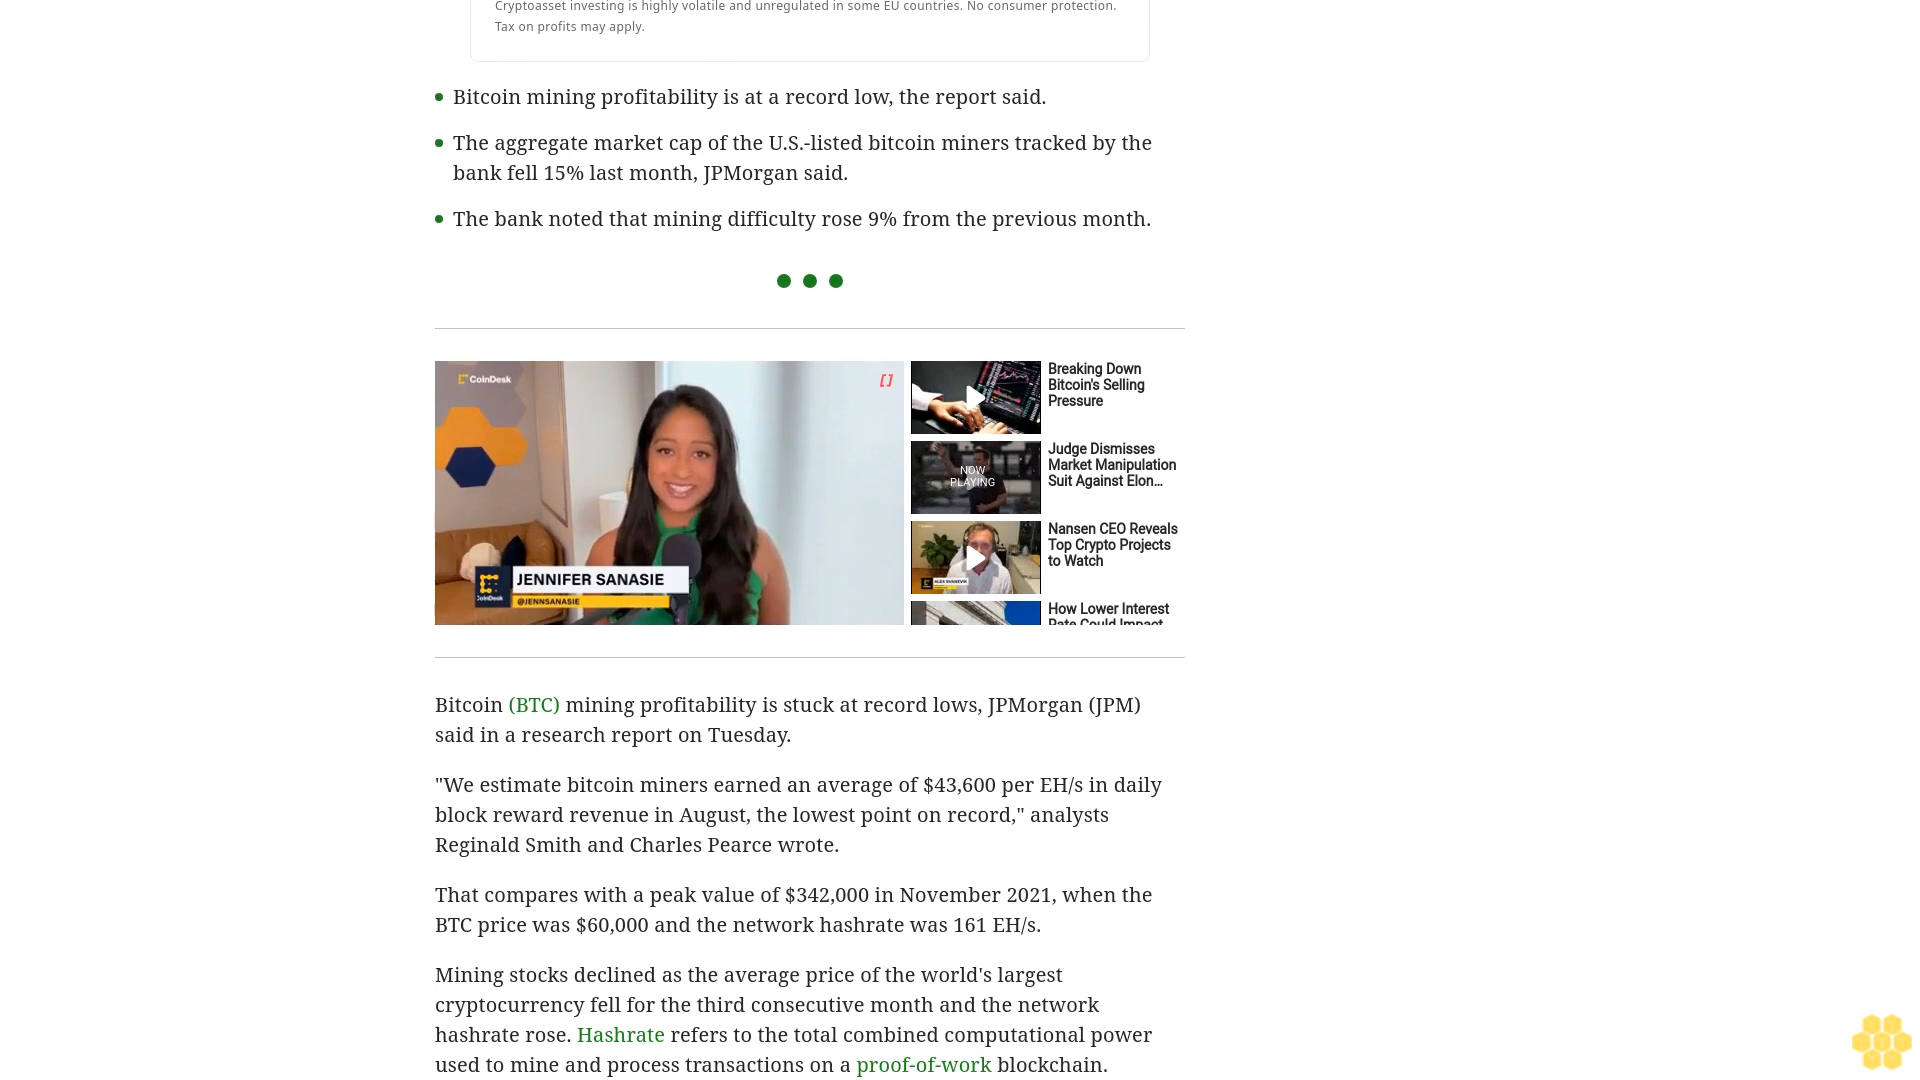 Cryptoasset investing is highly volatile and unregulated in some EU countries. No consumer protection.
Tax on profits may apply.
Bitcoin mining profitability is at a record low, the report said.
The aggregate market cap of the U.S.-listed bitcoin miners tracked by the
bank fell 15% last month, JPMorgan said.
The bank noted that mining difficulty rose 9% from the previous month.
CoinDesk
[ ]
JENNIFER SANASIE
CoinDesk
@JENNSANASIE
Breaking Down
Bitcoin's Selling
Pressure
NOW
PLAYING
Judge Dismisses
Market Manipulation
Suit Against Elon...
ALEX SVANEVIK
Nansen CEO Reveals
Top Crypto Projects
to Watch
How Lower Interest
Rate Could Impact
Bitcoin (BTC) mining profitability is stuck at record lows, JPMorgan (JPM)
said in a research report on Tuesday.
"We estimate bitcoin miners earned an average of $43,600 per EH/s in daily
block reward revenue in August, the lowest point on record," analysts
Reginald Smith and Charles Pearce wrote.
That compares with a peak value of $342,000 in November 2021, when the
BTC price was $60,000 and the network hashrate was 161 EH/s.
Mining stocks declined as the average price of the world's largest
cryptocurrency fell for the third consecutive month and the network
hashrate rose. Hashrate refers to the total combined computational power
used to mine and process transactions on a proof-of-work blockchain.